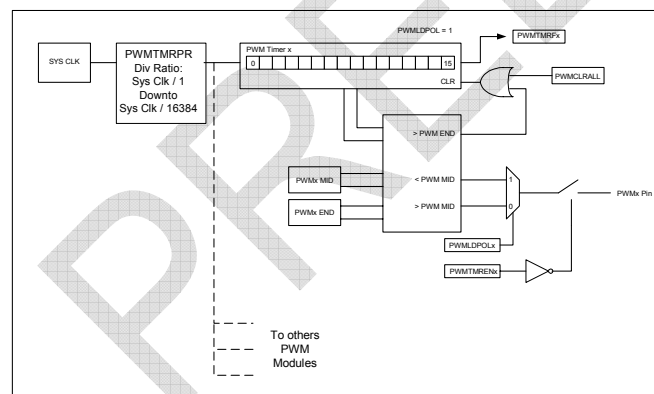 PRE
PWMLDPOL = 1
SYS CLK
PWMTMRPR
Div Ratio:
Sys Clk / 1
Downto
Sys Clk / 16384
PWM Timer x
0
15
CLR
PWMTMRFx
PWMCLRALL
> PWM END
PWMx MID
< PWM MID
1
PWMx Pin
PWMx END
> PWM MID
0
PWMLDPOLx
PWMTMRENx
To others
PWM
Modules